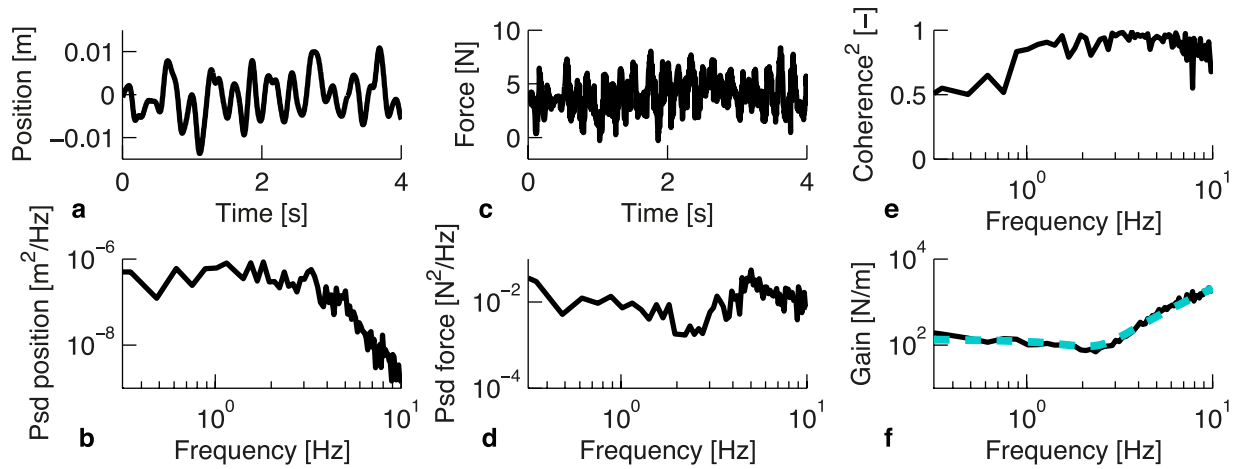 Position [m]
0.01
0
−0.01
0
2
4
Time [s]
a
Force [N]
10
5
0
0
2
4
Time [s]
c
Coherence² [−]
1
0.5
0
10⁰
10¹
Frequency [Hz]
e
Psd position [m²/Hz]
10⁻⁶
10⁻⁸
10⁰
10¹
Frequency [Hz]
b
Psd force [N²/Hz]
10⁻²
10⁻⁴
10⁰
10¹
Frequency [Hz]
d
Gain [N/m]
10⁴
10²
10⁰
10¹
Frequency [Hz]
f